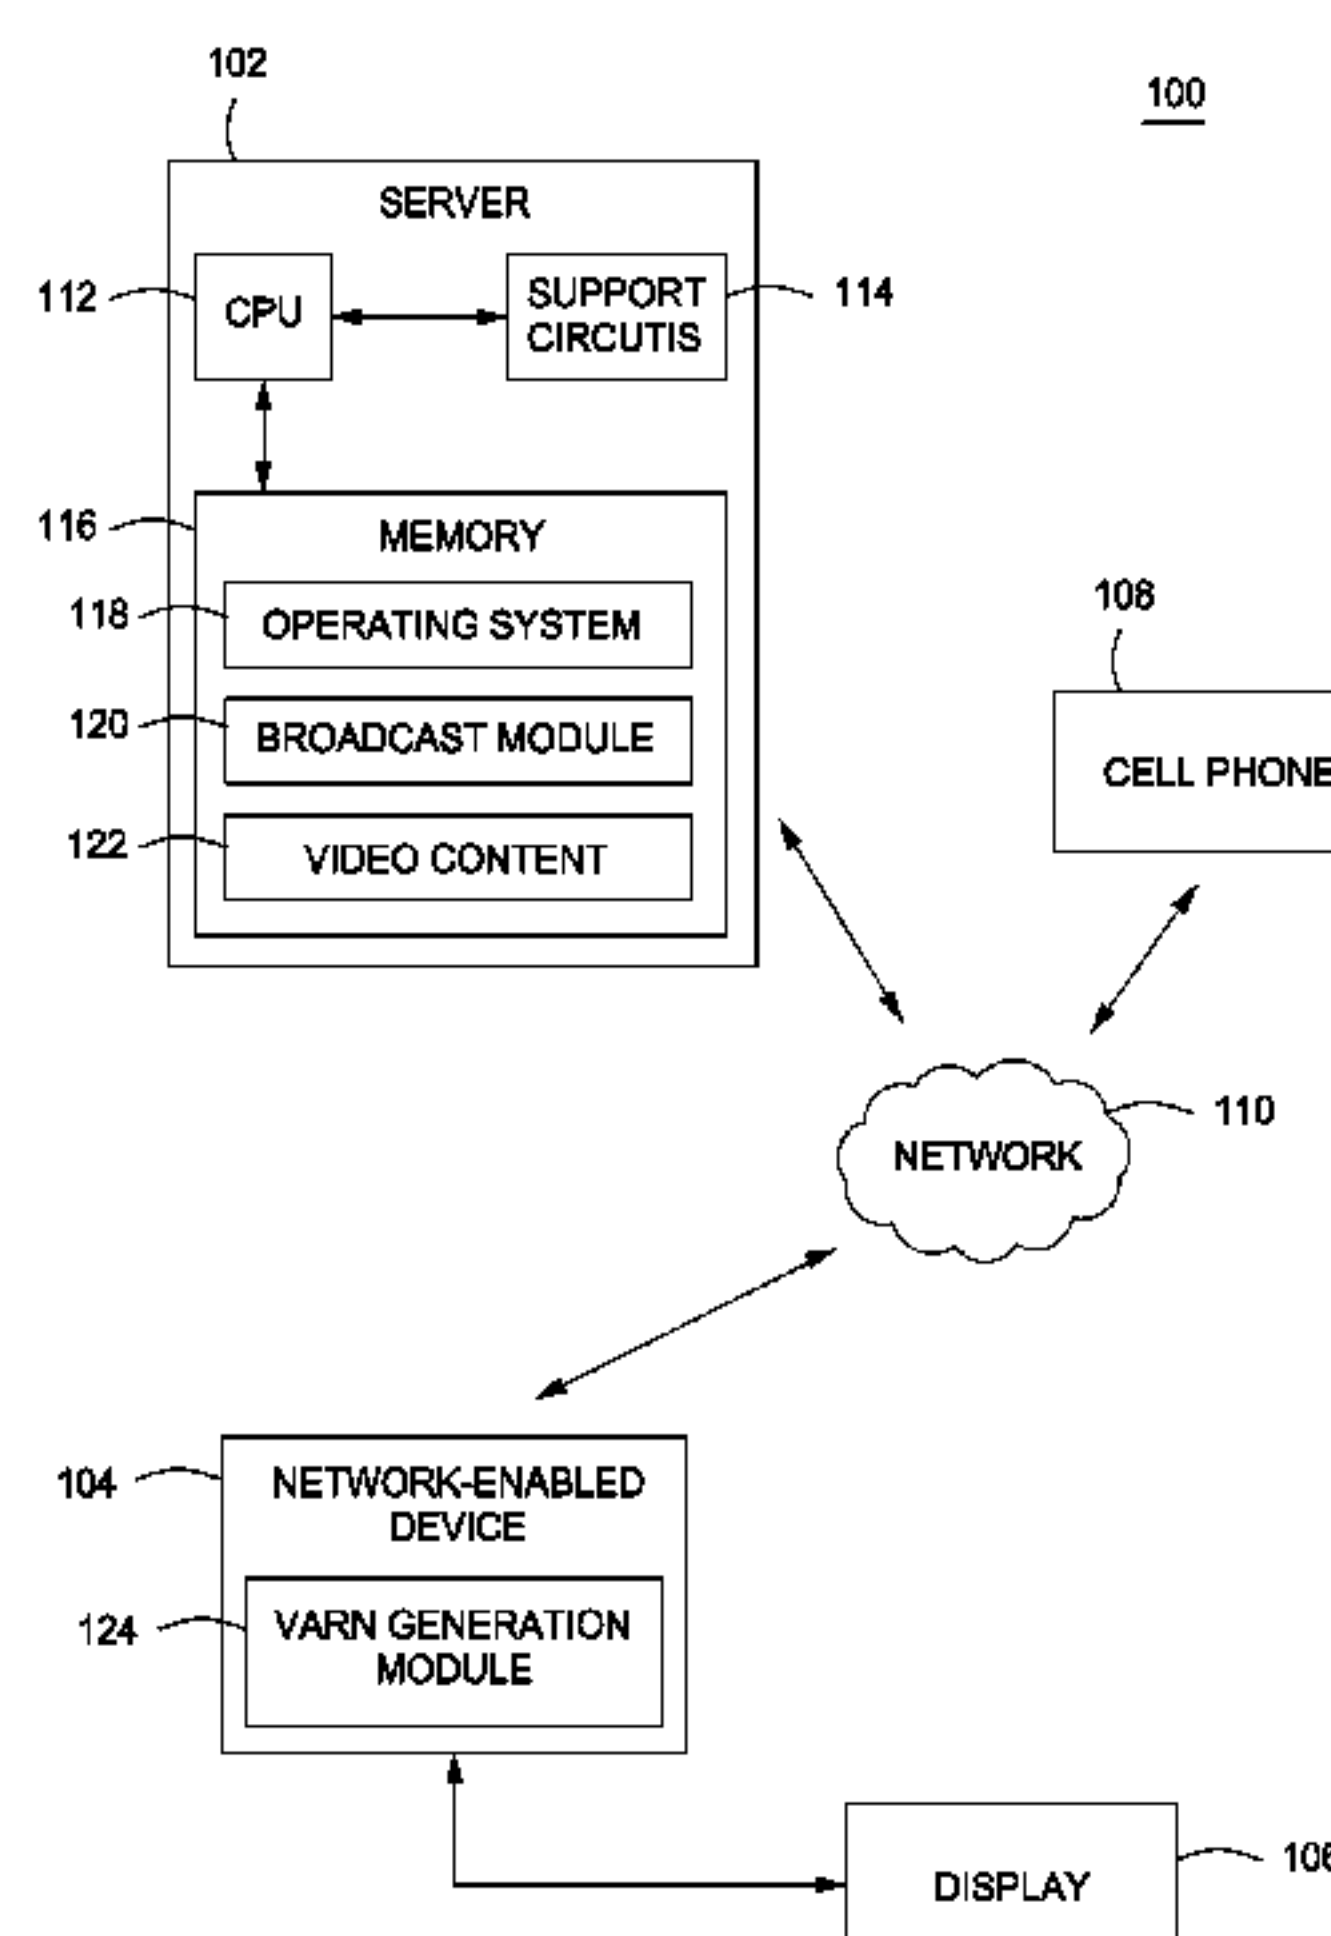 102
100
SERVER
112
CPU
SUPPORT
CIRCUTIS
114
116
MEMORY
118
OPERATING SYSTEM
108
120
BROADCAST MODULE
CELL PHONE
122
VIDEO CONTENT
110
NETWORK
104
NETWORK-ENABLED
DEVICE
124
VARN GENERATION
MODULE
106
DISPLAY